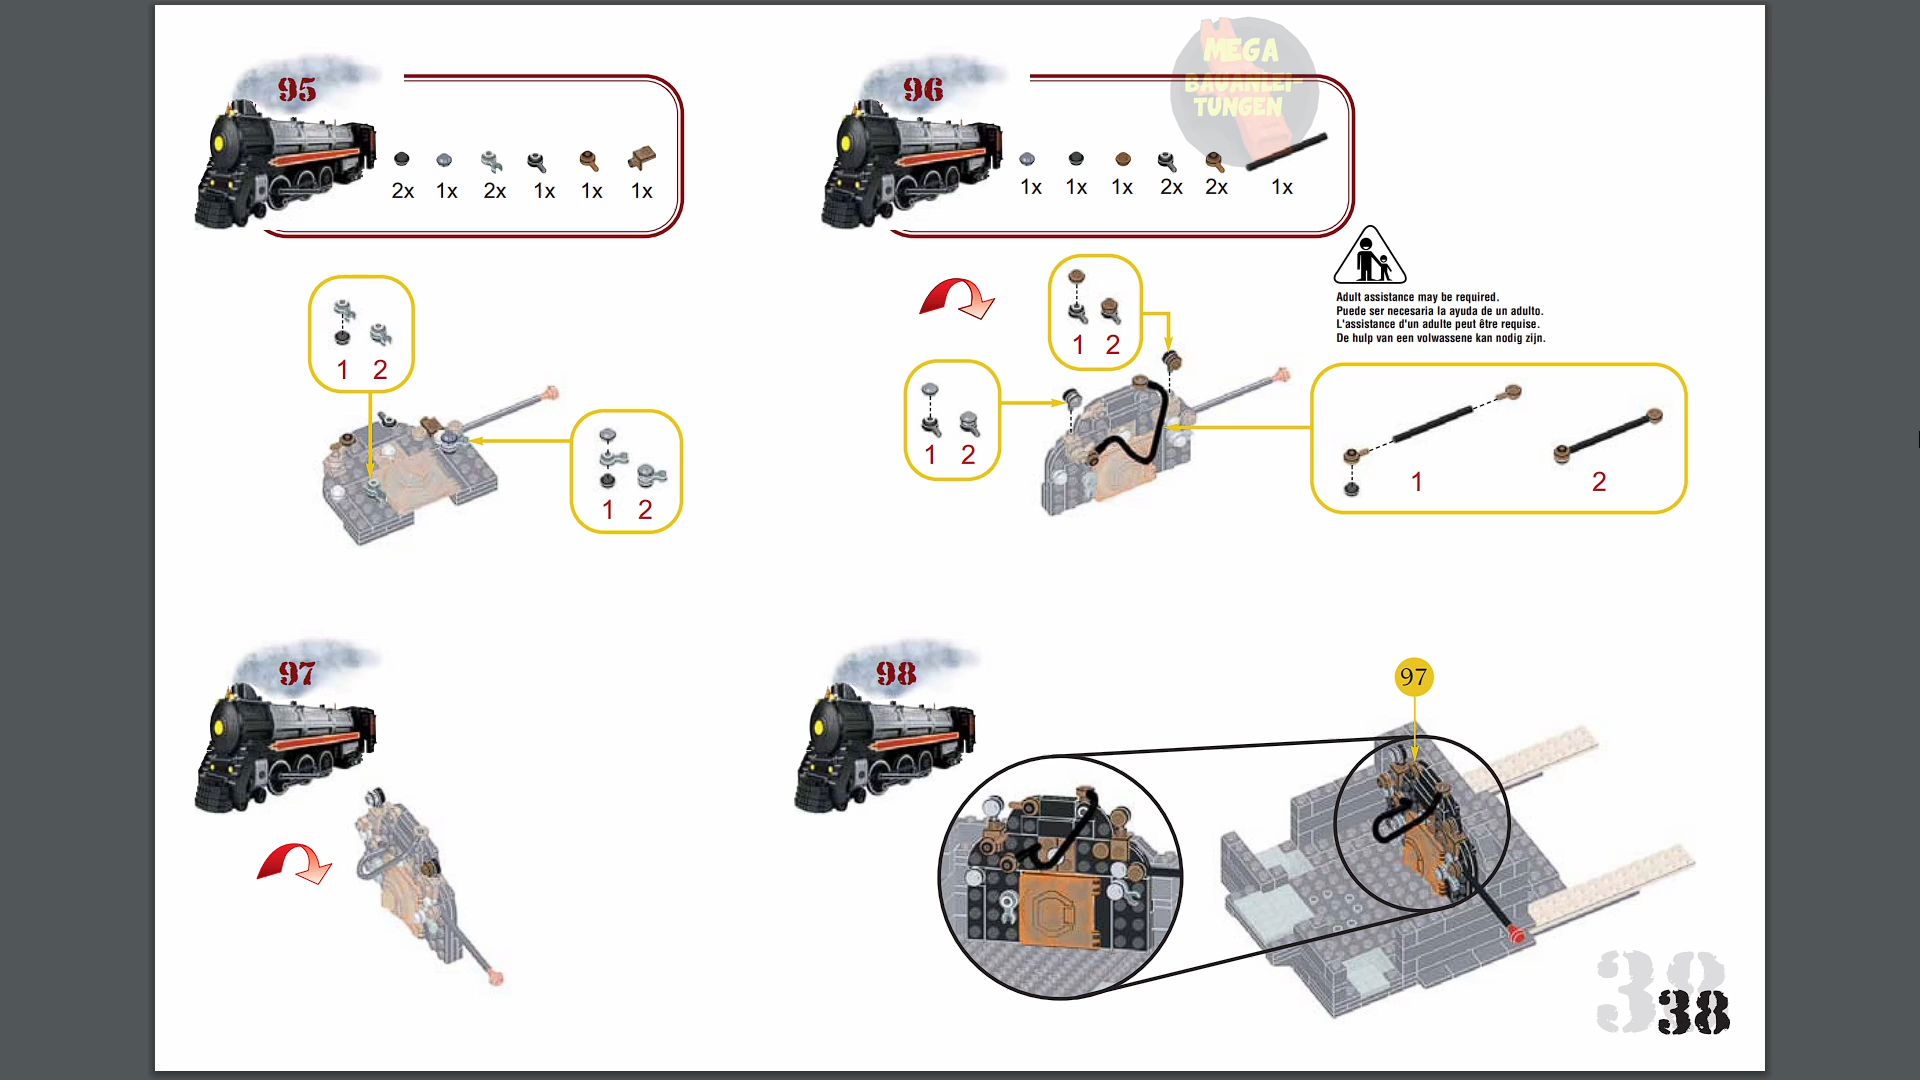 95
2x 1x 2x 1x 1x 1x
1 2
1 2
96
MEGA
BAUANLEI-
TUNGEN
1x 1x 1x 2x 2x 1x
Adult assistance may be required.
Puede ser necesaria la ayuda de un adulto.
L'assistance d'un adulte peut être requise.
De hulp van een volwassene kan nodig zijn.
1 2
1 2
1 2
97
98
97
38
38